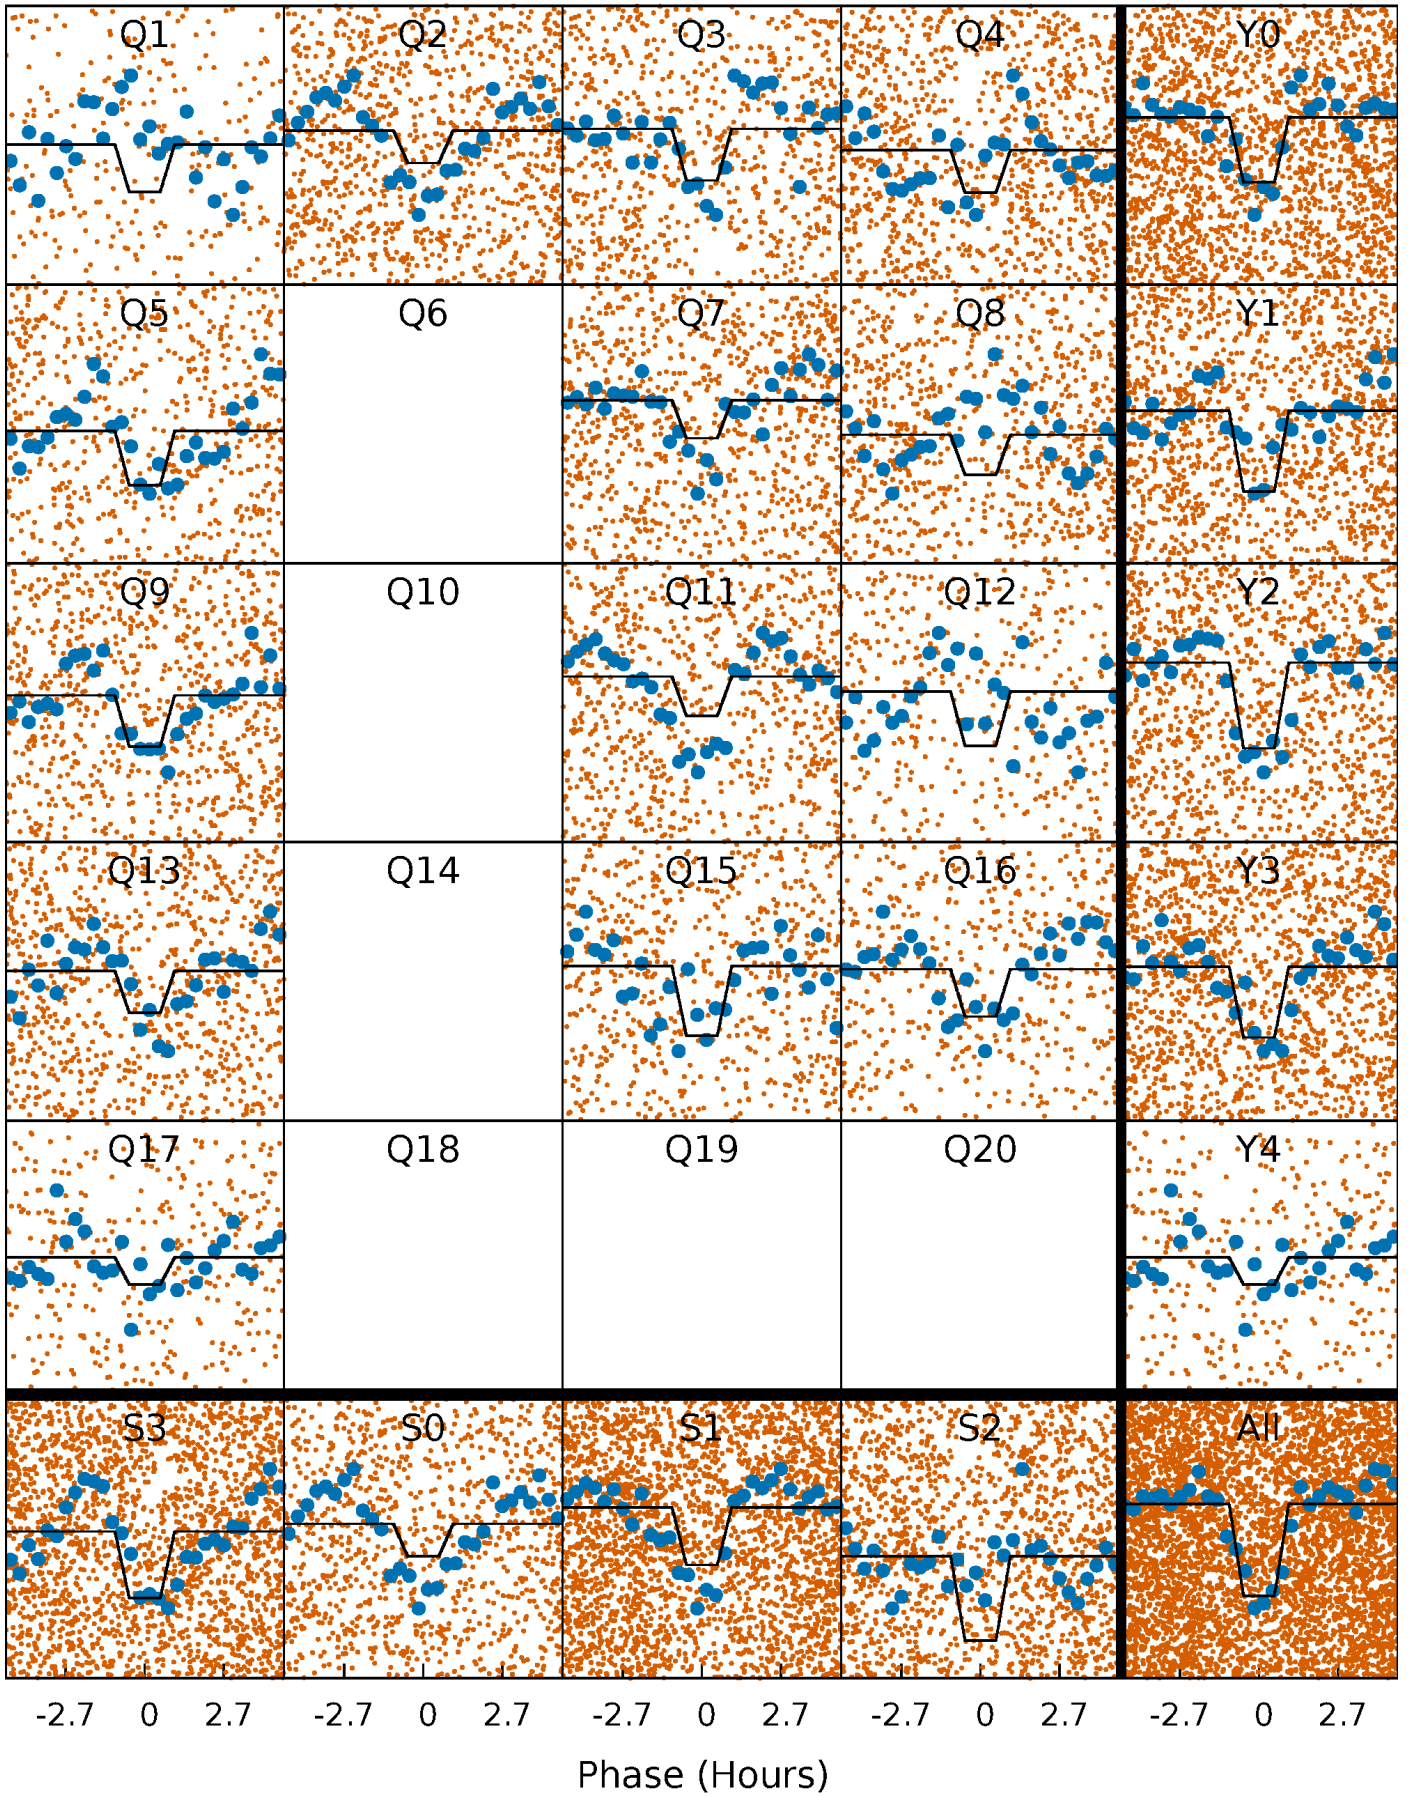 Q1 Q2 Q3 Q4 Y0
Q5 Q6 Q7 Q8 Y1
Q9 Q10 Q11 Q12 Y2
Q13 Q14 Q15 Q16 Y3
Q17 Q18 Q19 Q20 Y4
S3 S0 S1 S2 All
-2.7 0 2.7 -2.7 0 2.7 -2.7 0 2.7 -2.7 0 2.7 -2.7 0 2.7
Phase (Hours)